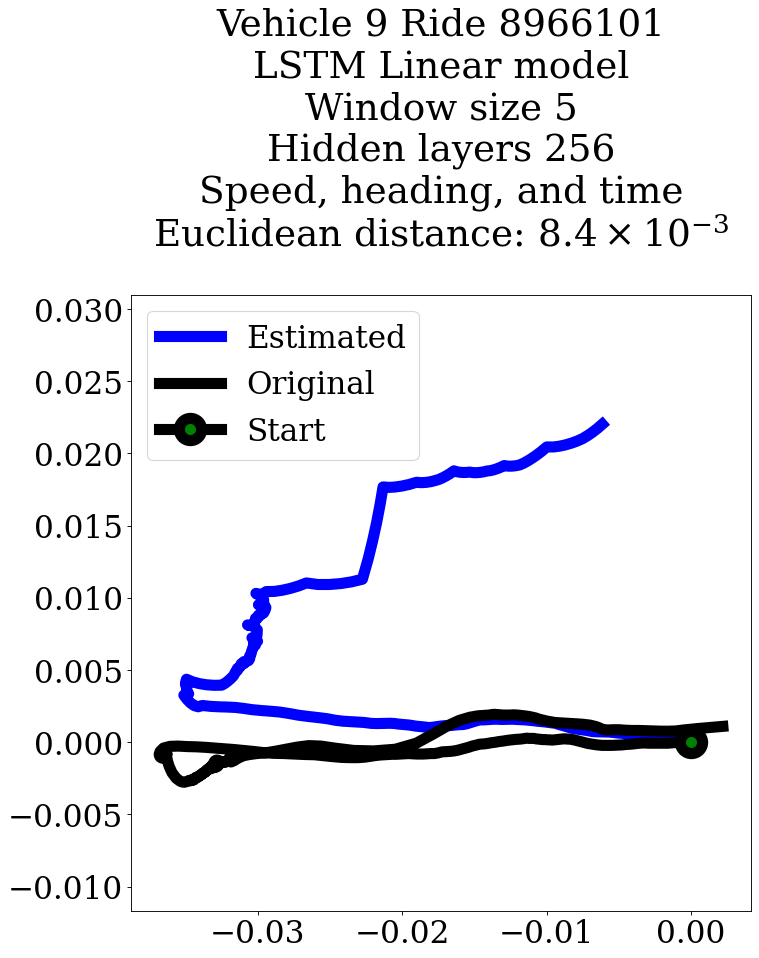 Vehicle 9 Ride 8966101
LSTM Linear model
Window size 5
Hidden layers 256
Speed, heading, and time
Euclidean distance: 8.4 × 10⁻³
Estimated
Original
Start
0.030
0.025
0.020
0.015
0.010
0.005
0.000
−0.005
−0.010
−0.03 −0.02 −0.01 0.00